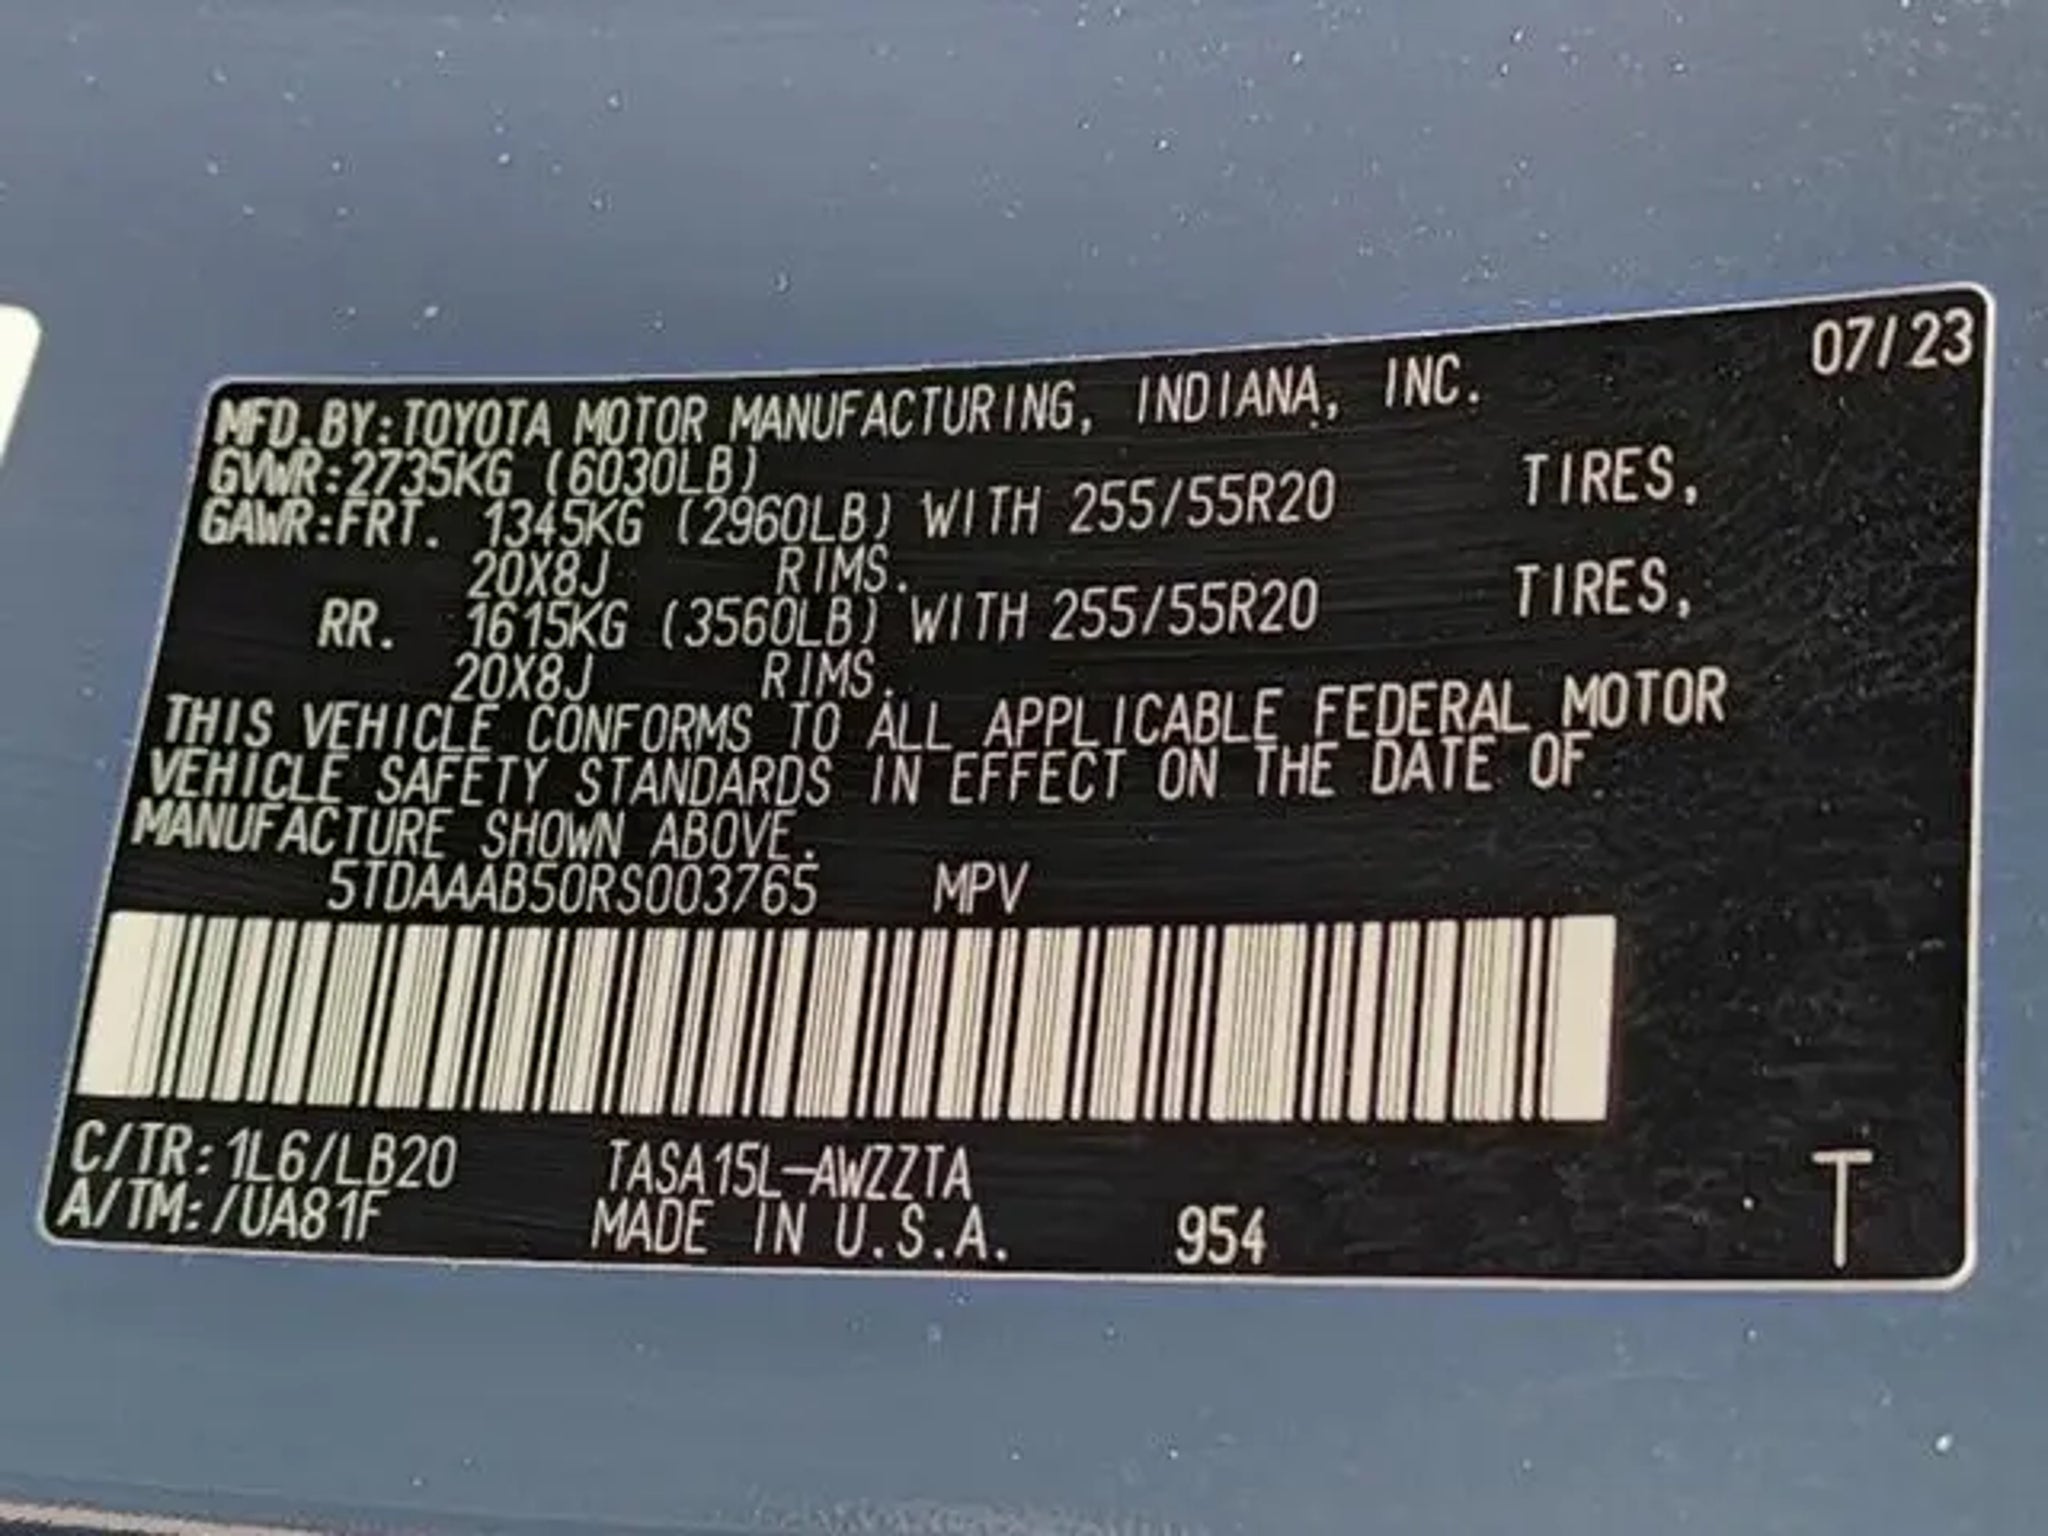 07/23
MFD.BY:TOYOTA MOTOR MANUFACTURING, INDIANA, INC.
GVWR:2735KG (6030LB)
GAWR:FRT. 1345KG (2960LB) WITH 255/55R20 TIRES,
20X8J RIMS.
RR. 1615KG (3560LB) WITH 255/55R20 TIRES,
20X8J RIMS.
THIS VEHICLE CONFORMS TO ALL APPLICABLE FEDERAL MOTOR
VEHICLE SAFETY STANDARDS IN EFFECT ON THE DATE OF
MANUFACTURE SHOWN ABOVE.
5TDAAAB50RS003765 MPV
C/TR:1L6/LB20 TASA15L-AWZZTA
A/TM:/UA81F MADE IN U.S.A. 954 T